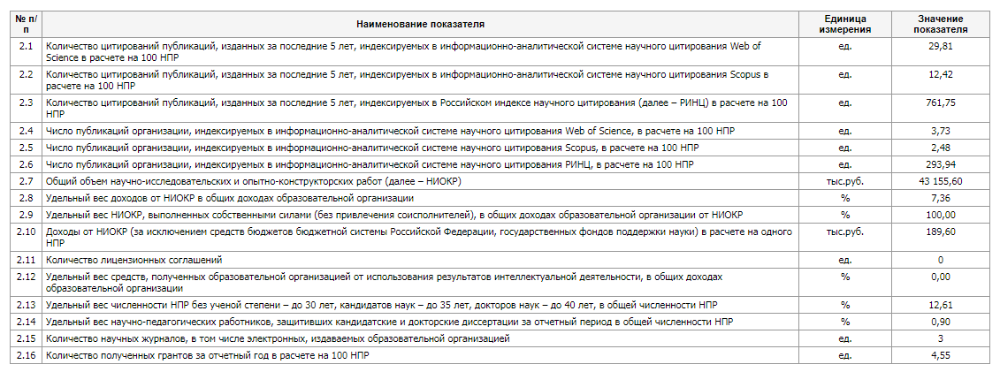 № п/п Наименование показателя Единица измерения Значение показателя
2.1 Количество цитирований публикаций, изданных за последние 5 лет, индексируемых в информационно-аналитической системе научного цитирования Web of ед. 29,81
Science в расчете на 100 НПР
2.2 Количество цитирований публикаций, изданных за последние 5 лет, индексируемых в информационно-аналитической системе научного цитирования Scopus в ед. 12,42
расчете на 100 НПР
2.3 Количество цитирований публикаций, изданных за последние 5 лет, индексируемых в Российском индексе научного цитирования (далее – РИНЦ) в расчете на 100 ед. 761,75
НПР
2.4 Число публикаций организации, индексируемых в информационно-аналитической системе научного цитирования Web of Science, в расчете на 100 НПР ед. 3,73
2.5 Число публикаций организации, индексируемых в информационно-аналитической системе научного цитирования Scopus, в расчете на 100 НПР ед. 2,48
2.6 Число публикаций организации, индексируемых в информационно-аналитической системе научного цитирования РИНЦ, в расчете на 100 НПР ед. 293,94
2.7 Общий объем научно-исследовательских и опытно-конструкторских работ (далее – НИОКР) тыс.руб. 43 155,60
2.8 Удельный вес доходов от НИОКР в общих доходах образовательной организации % 7,36
2.9 Удельный вес НИОКР, выполненных собственными силами (без привлечения соисполнителей), в общих доходах образовательной организации от НИОКР % 100,00
2.10 Доходы от НИОКР (за исключением средств бюджетов бюджетной системы Российской Федерации, государственных фондов поддержки науки) в расчете на одного тыс.руб. 189,60
НПР
2.11 Количество лицензионных соглашений ед. 0
2.12 Удельный вес средств, полученных образовательной организацией от использования результатов интеллектуальной деятельности, в общих доходах % 0,00
образовательной организации
2.13 Удельный вес численности НПР без ученой степени – до 30 лет, кандидатов наук – до 35 лет, докторов наук – до 40 лет, в общей численности НПР % 12,61
2.14 Удельный вес научно-педагогических работников, защитивших кандидатские и докторские диссертации за отчетный период в общей численности НПР % 0,90
2.15 Количество научных журналов, в том числе электронных, издаваемых образовательной организацией ед. 3
2.16 Количество полученных грантов за отчетный год в расчете на 100 НПР ед. 4,55